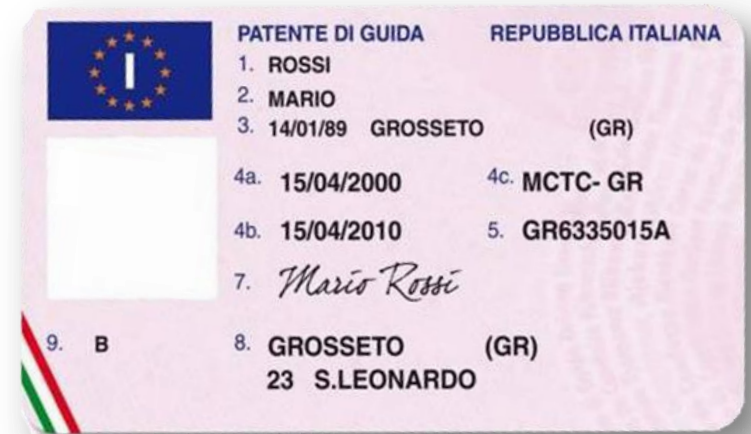 PATENTE DI GUIDA REPUBBLICA ITALIANA
I
1. ROSSI
2. MARIO
3. 14/01/89 GROSSETO (GR)
4a. 15/04/2000 4c. MCTC- GR
4b. 15/04/2010 5. GR6335015A
7. Mario Rossi
9. B 8. GROSSETO (GR)
23 S.LEONARDO